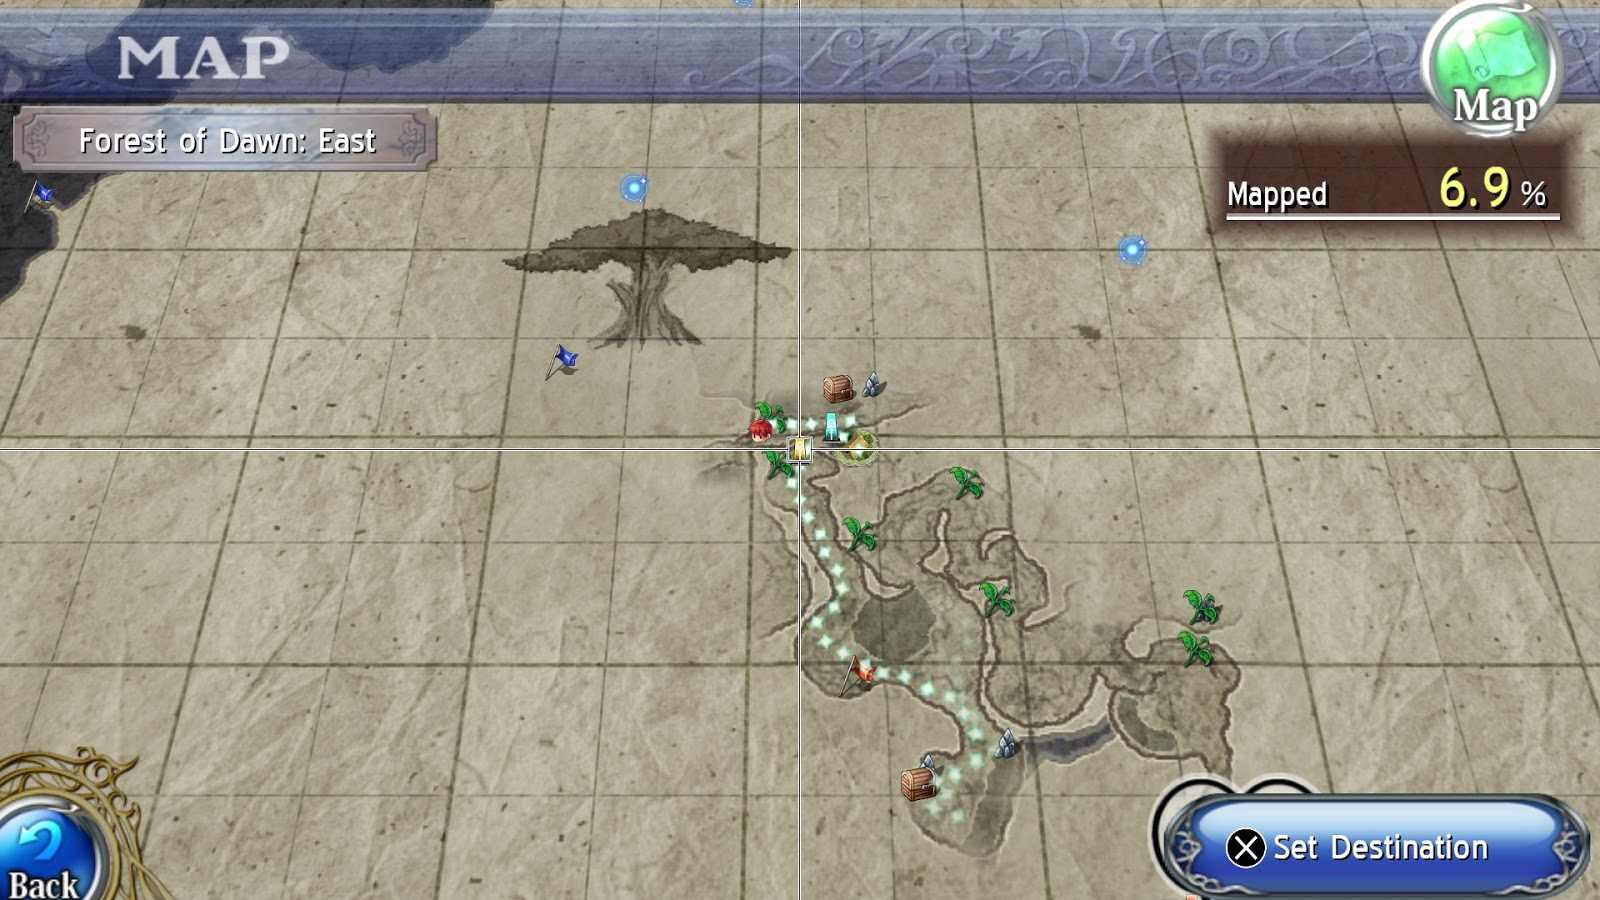 MAP
Map
Forest of Dawn: East
Mapped 6.9 %
Set Destination
Back